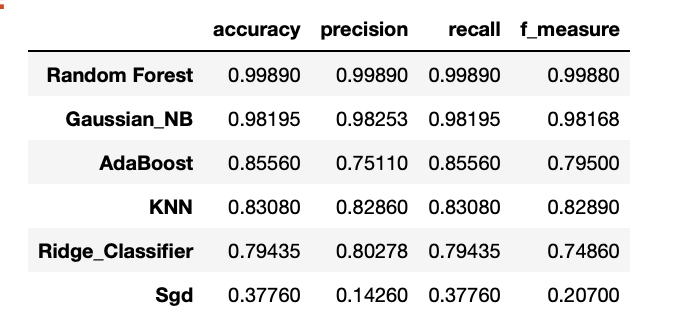 accuracy precision recall f_measure
Random Forest 0.99890 0.99890 0.99890 0.99880
Gaussian_NB 0.98195 0.98253 0.98195 0.98168
AdaBoost 0.85560 0.75110 0.85560 0.79500
KNN 0.83080 0.82860 0.83080 0.82890
Ridge_Classifier 0.79435 0.80278 0.79435 0.74860
Sgd 0.37760 0.14260 0.37760 0.20700